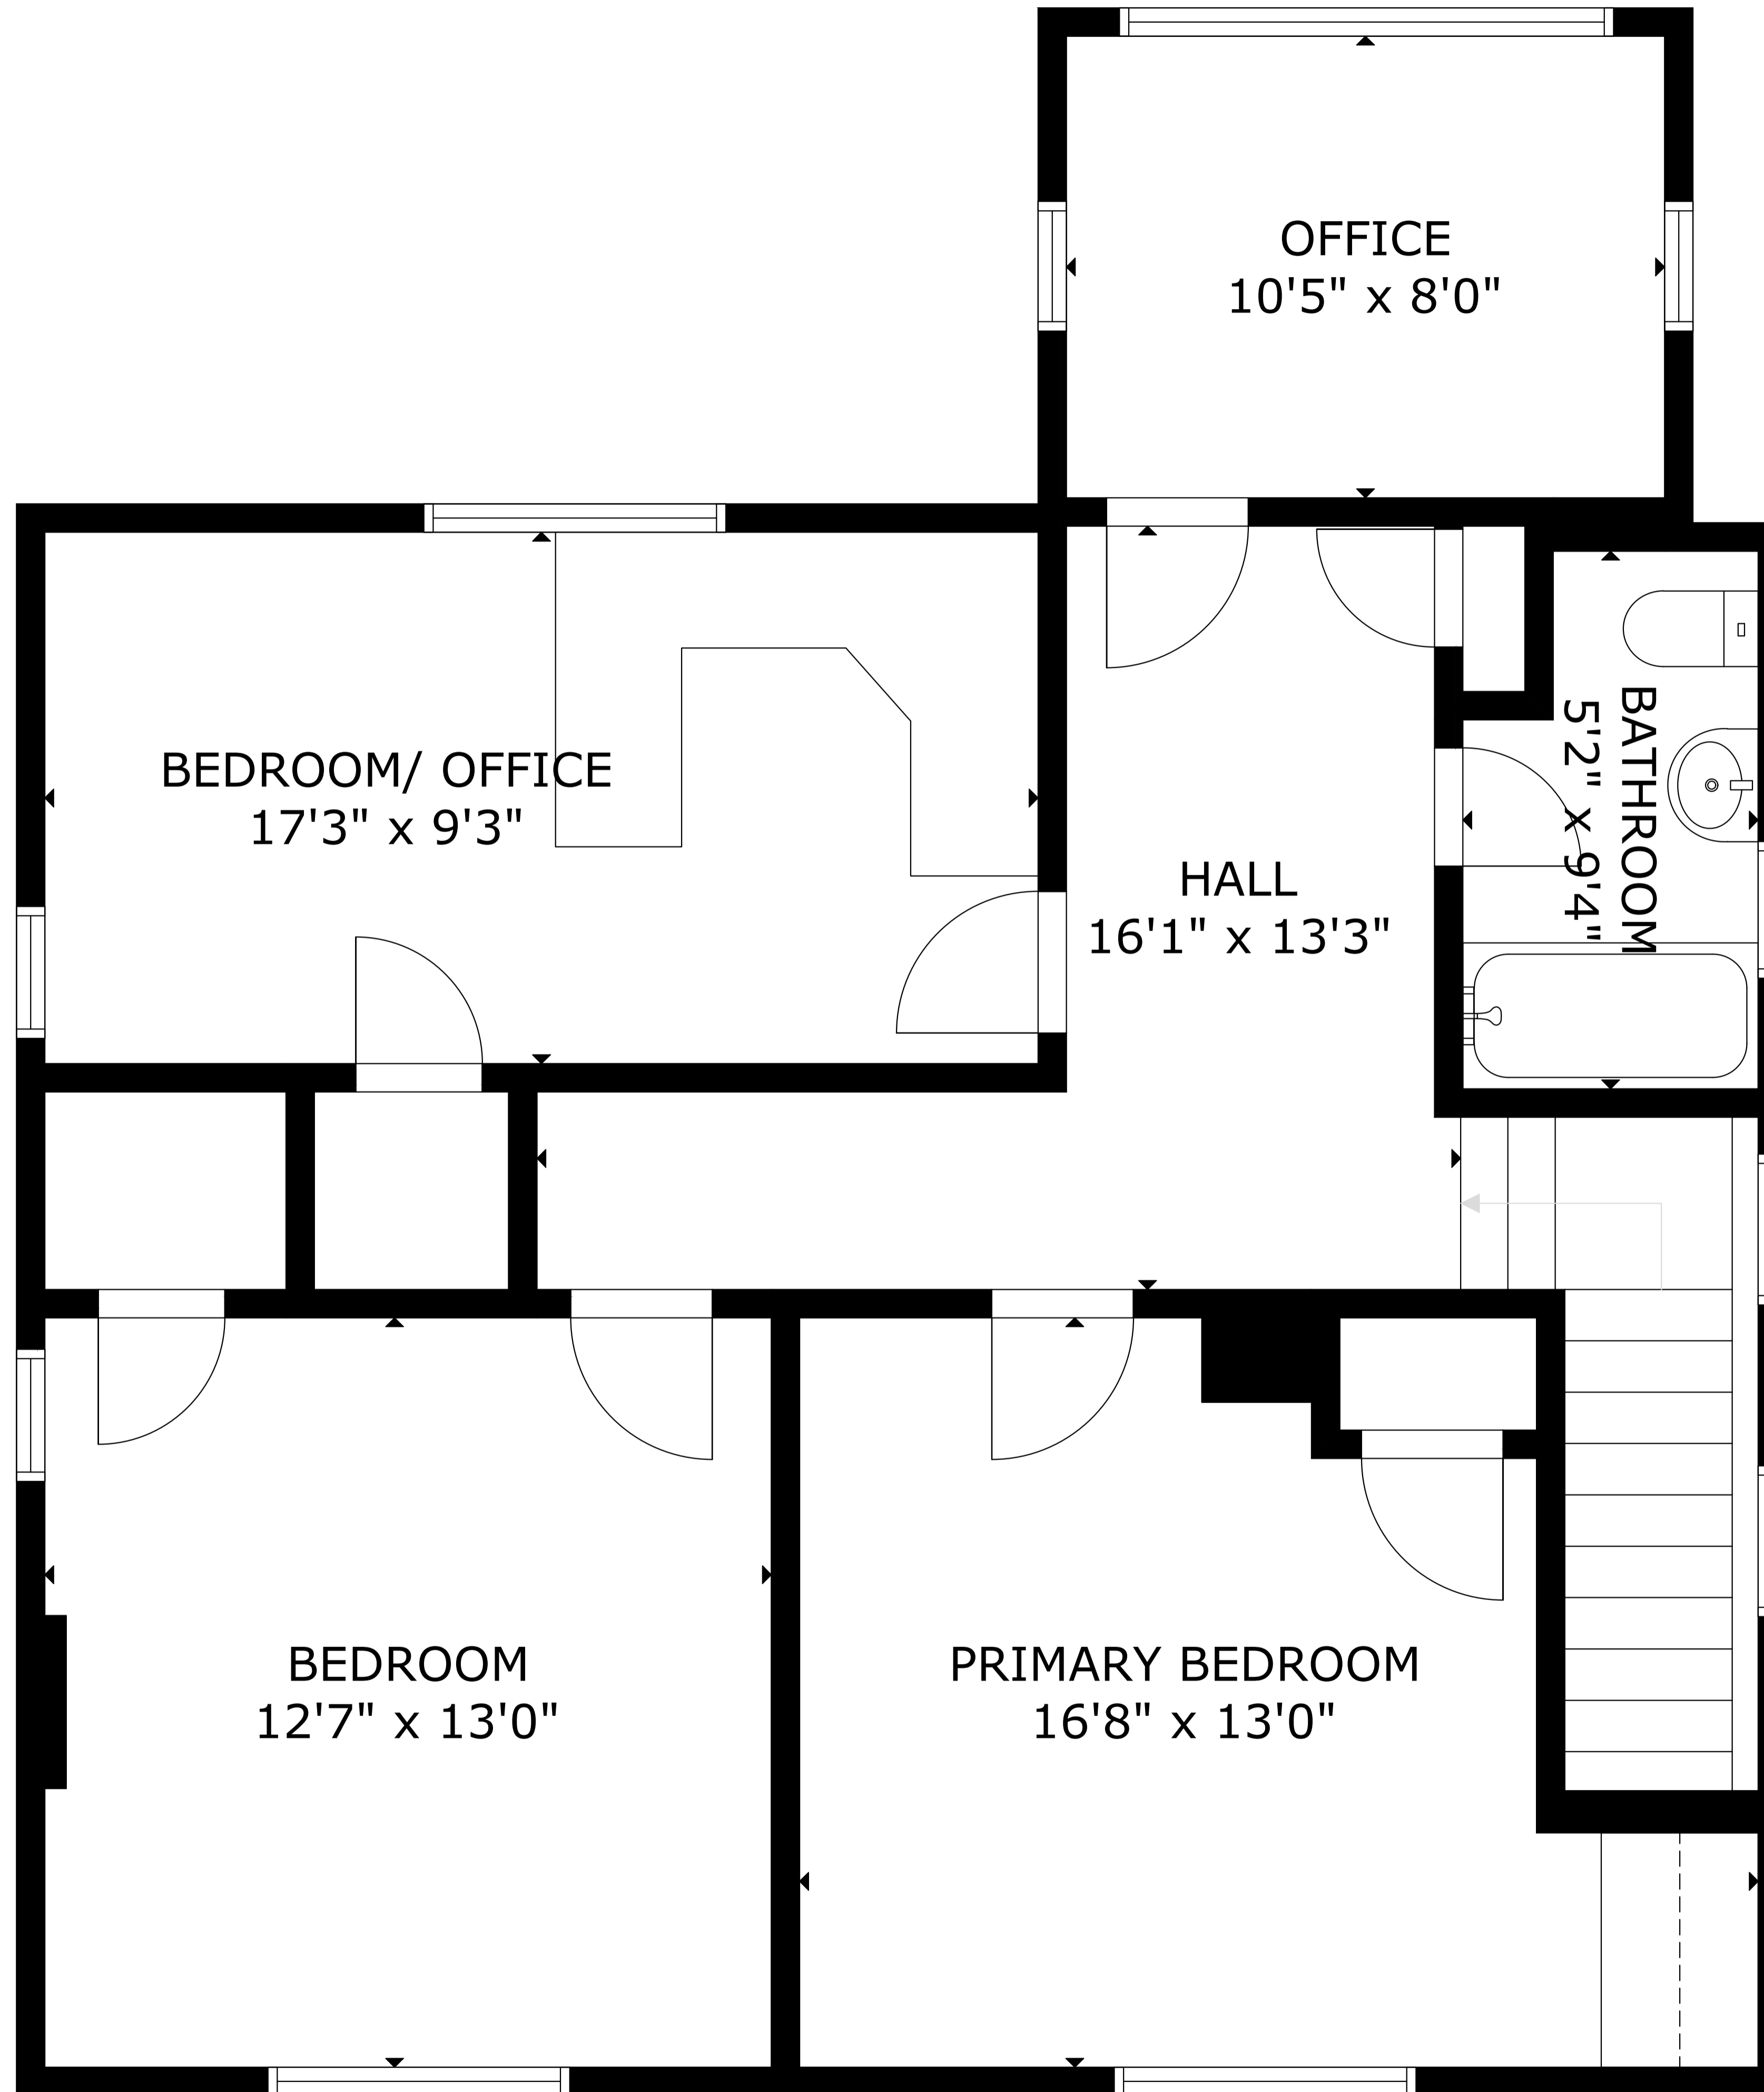 OFFICE
10'5" x 8'0"
BEDROOM/ OFFICE
17'3" x 9'3"
HALL
16'1" x 13'3"
BATHROOM
5'2" x 9'4"
BEDROOM
12'7" x 13'0"
PRIMARY BEDROOM
16'8" x 13'0"